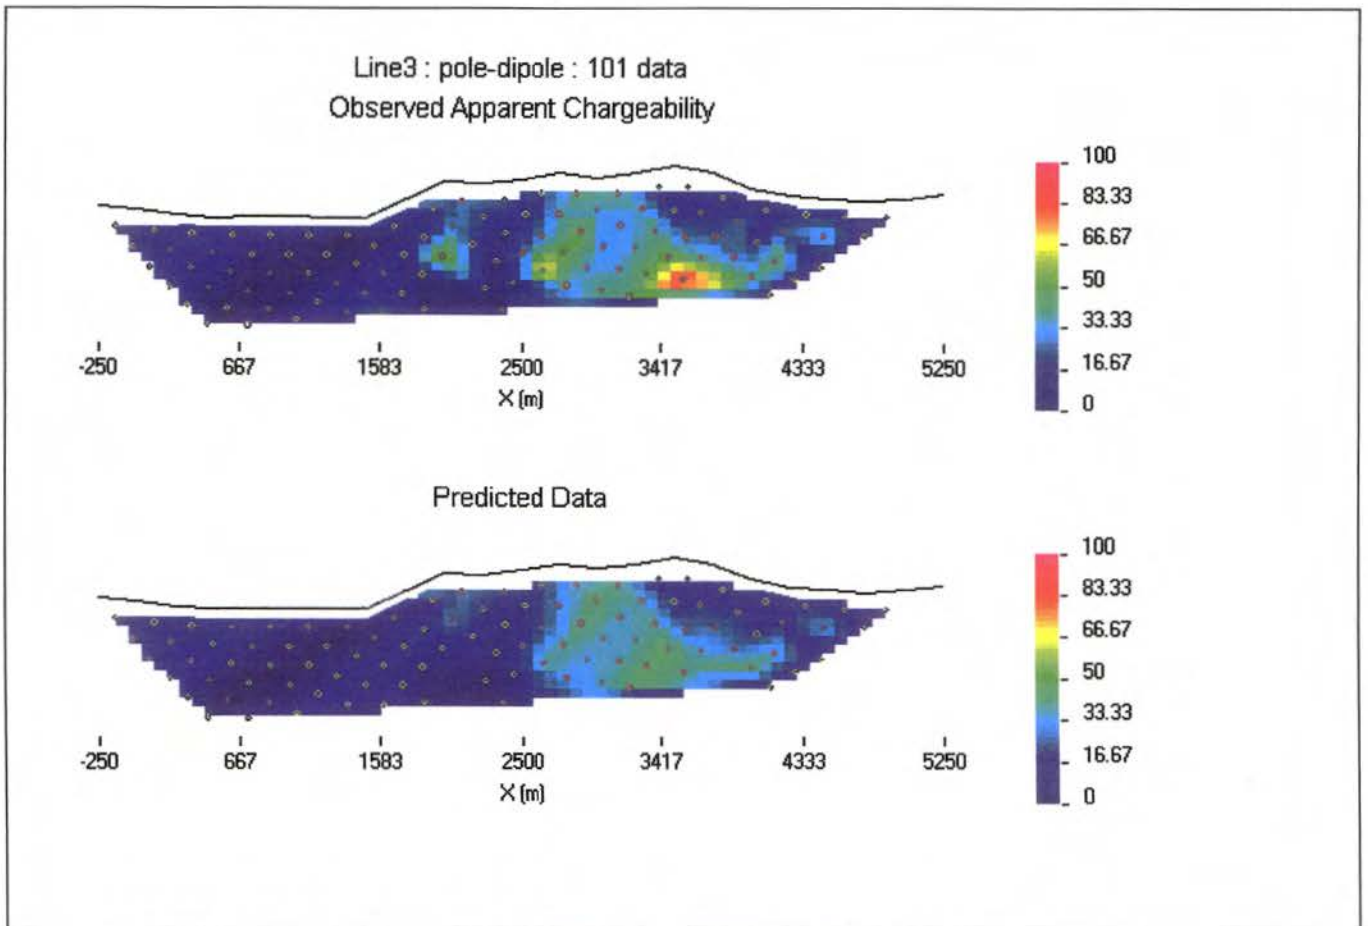 Line3 : pole-dipole : 101 data
Observed Apparent Chargeability
100
83.33
66.67
50
33.33
16.67
0
-250 667 1583 2500 3417 4333 5250
X (m)
Predicted Data
100
83.33
66.67
50
33.33
16.67
0
-250 667 1583 2500 3417 4333 5250
X (m)